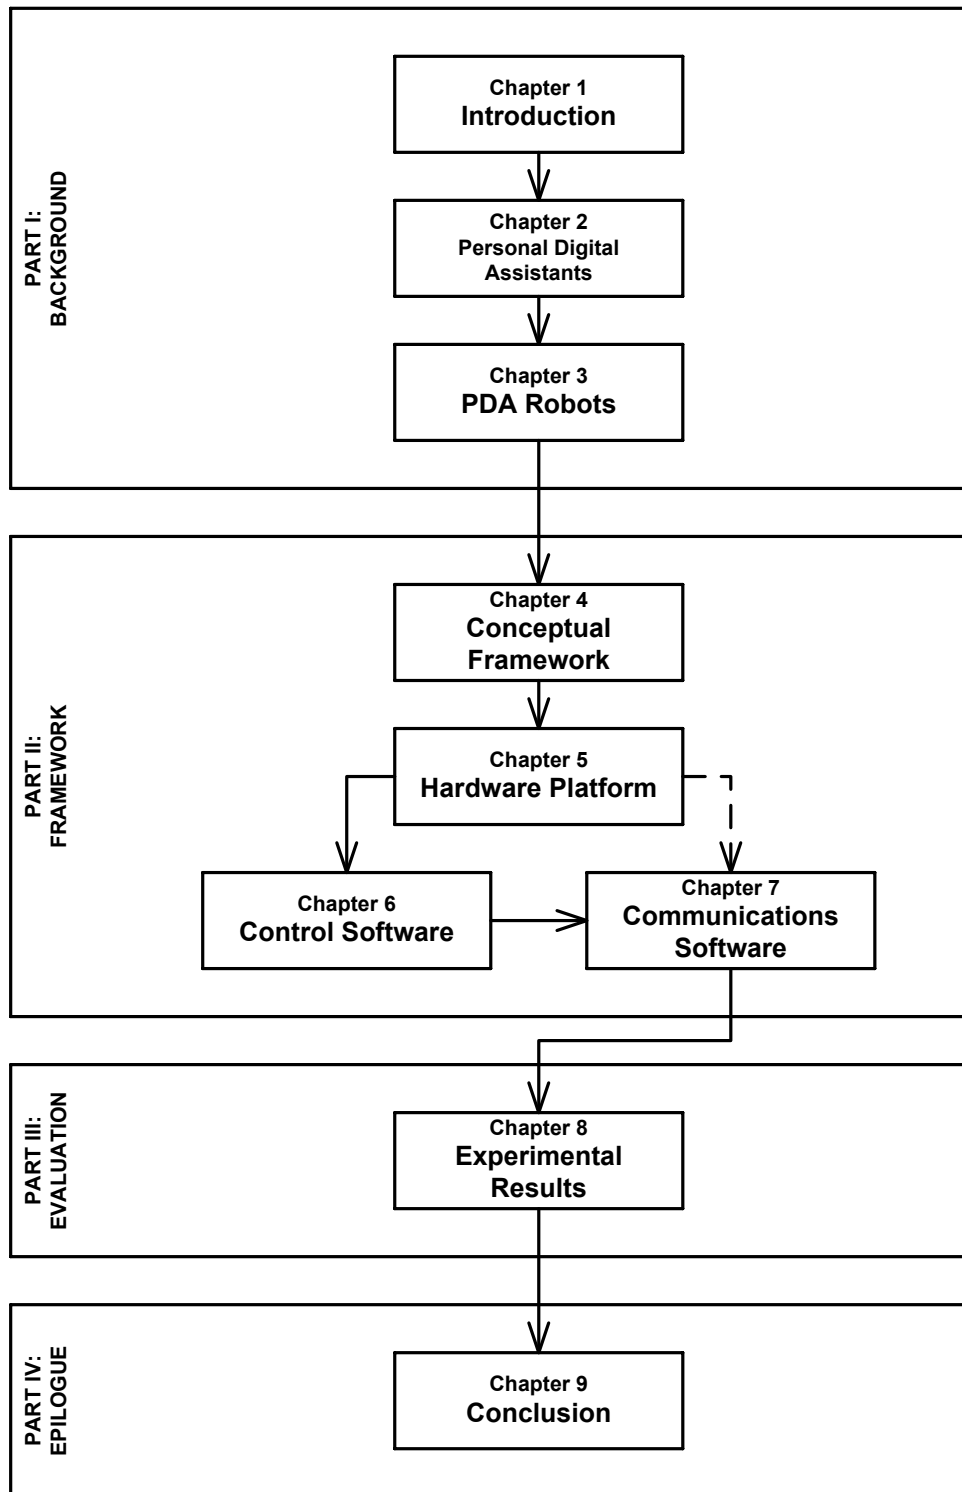 PART I:
BACKGROUND
Chapter 1
Introduction
Chapter 2
Personal Digital
Assistants
Chapter 3
PDA Robots
PART II:
FRAMEWORK
Chapter 4
Conceptual
Framework
Chapter 5
Hardware Platform
Chapter 6
Control Software
Chapter 7
Communications
Software
PART III:
EVALUATION
Chapter 8
Experimental
Results
PART IV:
EPILOGUE
Chapter 9
Conclusion